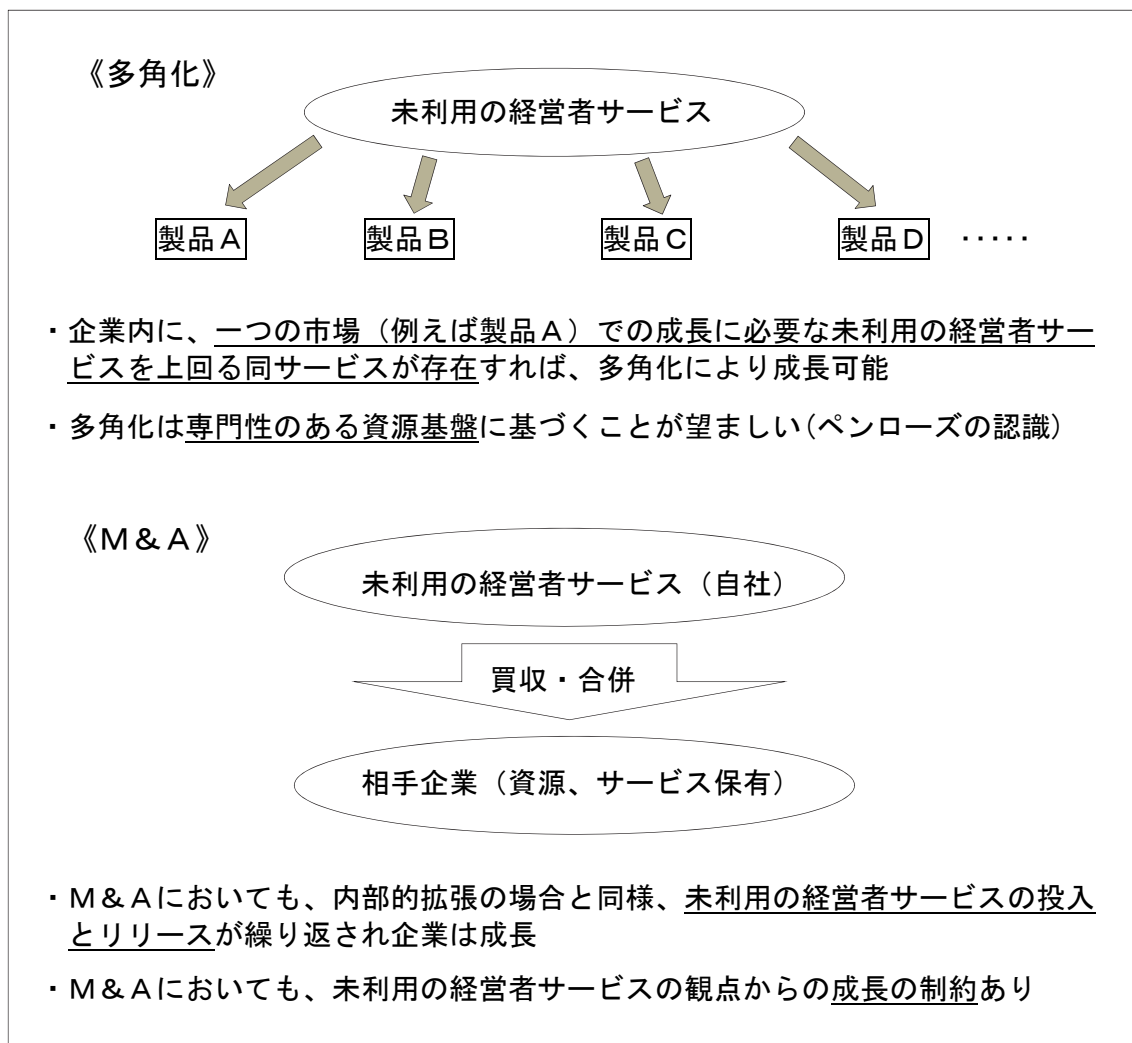 《多角化》
未利用の経営者サービス
製品A 製品B 製品C 製品D ・・・・・
・企業内に、一つの市場（例えば製品A）での成長に必要な未利用の経営者サー
ビスを上回る同サービスが存在すれば、多角化により成長可能
・多角化は専門性のある資源基盤に基づくことが望ましい（ペンローズの認識）
《M＆A》
未利用の経営者サービス（自社）
買収・合併
相手企業（資源、サービス保有）
・M＆Aにおいても、内部的拡張の場合と同様、未利用の経営者サービスの投入
とリリースが繰り返され企業は成長
・M＆Aにおいても、未利用の経営者サービスの観点からの成長の制約あり